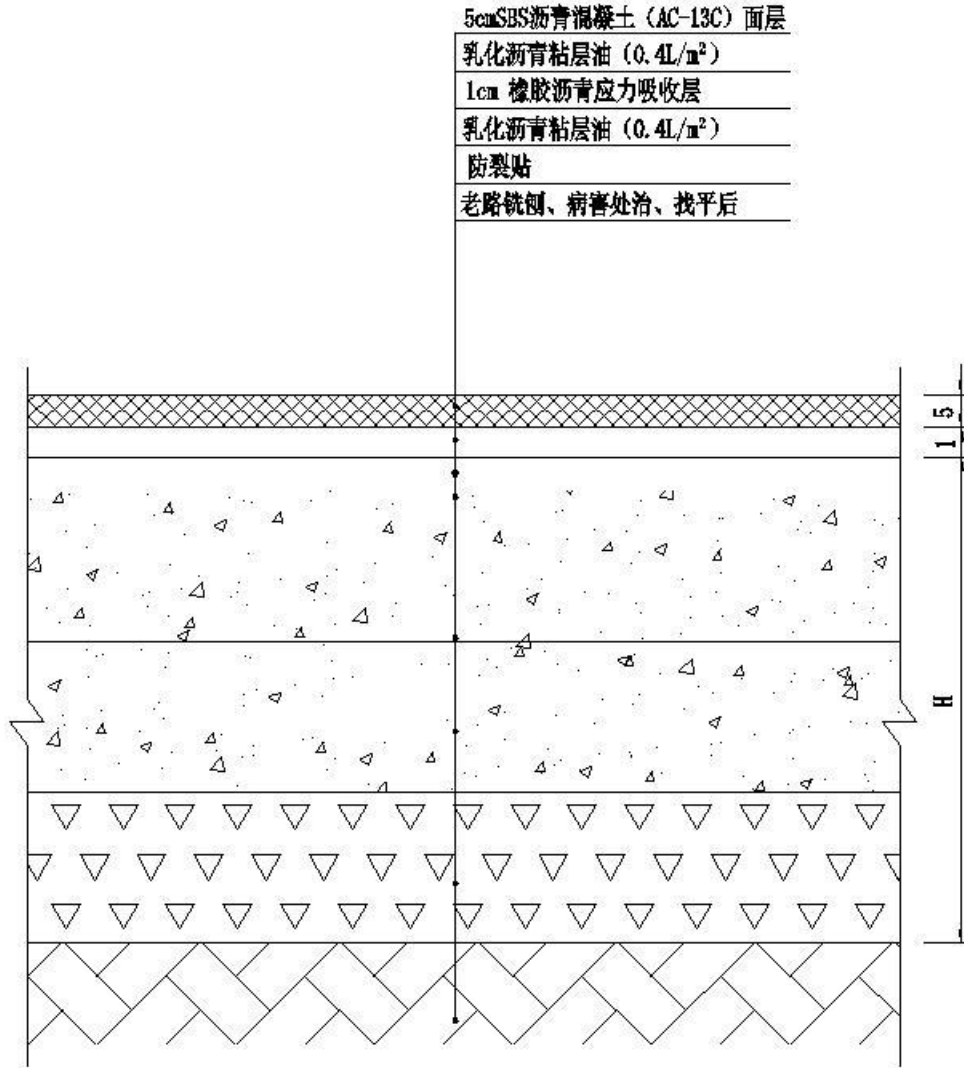 5cmSBS沥青混凝土（AC-13C）面层
乳化沥青粘层油（0.4L/m²）
1cm 橡胶沥青应力吸收层
乳化沥青粘层油（0.4L/m²）
防裂贴
老路铣刨、病害处治、找平后
5
1
H